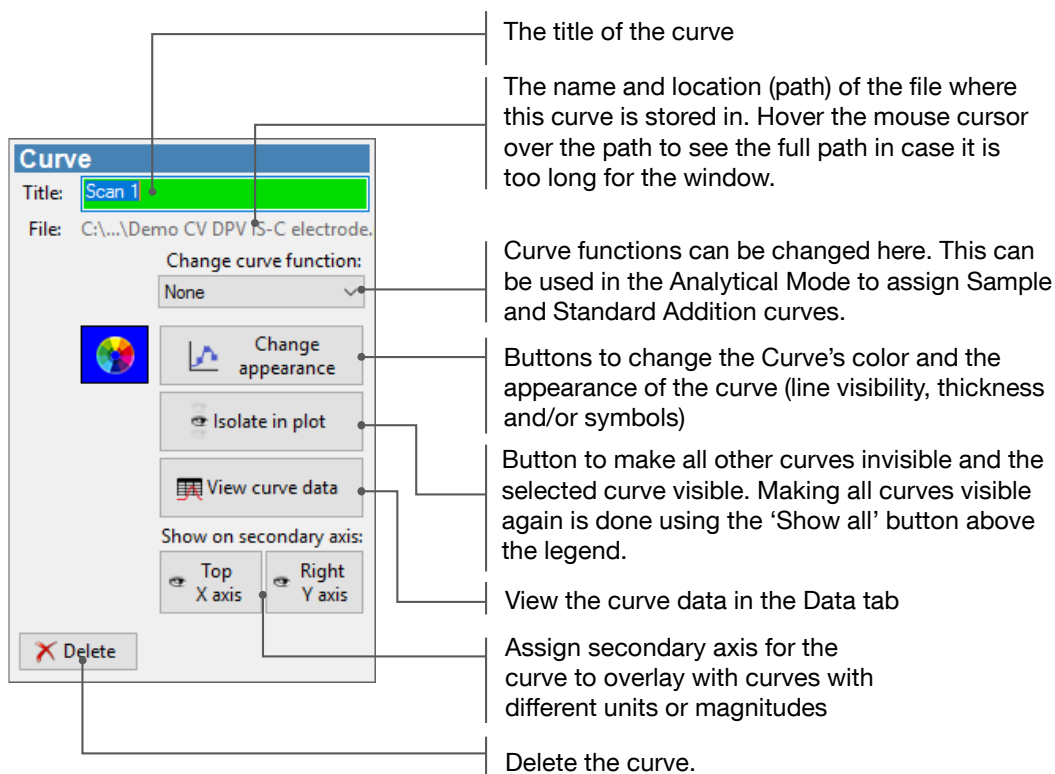 The title of the curve
The name and location (path) of the file where
this curve is stored in. Hover the mouse cursor
over the path to see the full path in case it is
too long for the window.
Curve
Title: Scan 1
File: C:\...\Demo CV DPV IS-C electrode.
Change curve function:
None
Curve functions can be changed here. This can
be used in the Analytical Mode to assign Sample
and Standard Addition curves.
Change
appearance
Buttons to change the Curve’s color and the
appearance of the curve (line visibility, thickness
and/or symbols)
Isolate in plot
Button to make all other curves invisible and the
selected curve visible. Making all curves visible
again is done using the ‘Show all’ button above
the legend.
View curve data
View the curve data in the Data tab
Show on secondary axis:
Top
X axis
Right
Y axis
Assign secondary axis for the
curve to overlay with curves with
different units or magnitudes
Delete
Delete the curve.